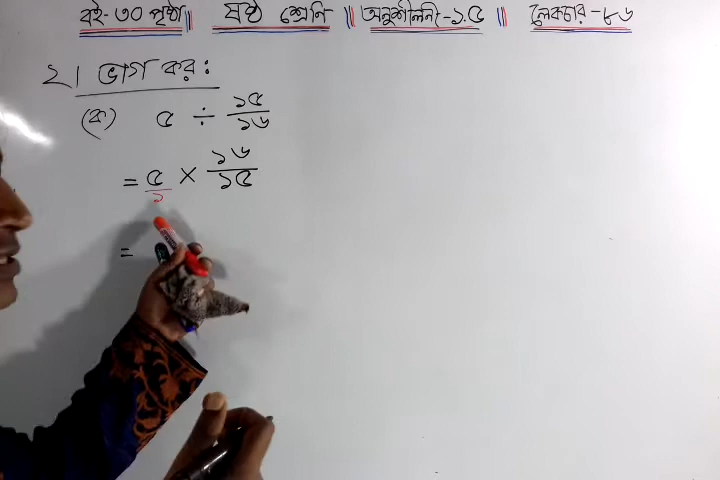 বই-৩০ পৃষ্ঠা || ষষ্ঠ শ্রেনি || অনুশীলনী-১.৫ || লেকচার-৮৬
২। ভাগ কর:
(ক) ৫ ÷ ১৫/১৬
= ৫/১ × ১৬/১৫
=